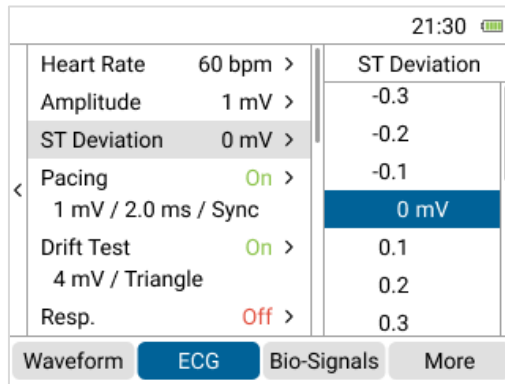 21:30
Heart Rate 60 bpm >
Amplitude 1 mV >
ST Deviation 0 mV >
Pacing On >
1 mV / 2.0 ms / Sync
Drift Test On >
4 mV / Triangle
Resp. Off >
<
ST Deviation
-0.3
-0.2
-0.1
0 mV
0.1
0.2
0.3
Waveform ECG Bio-Signals More